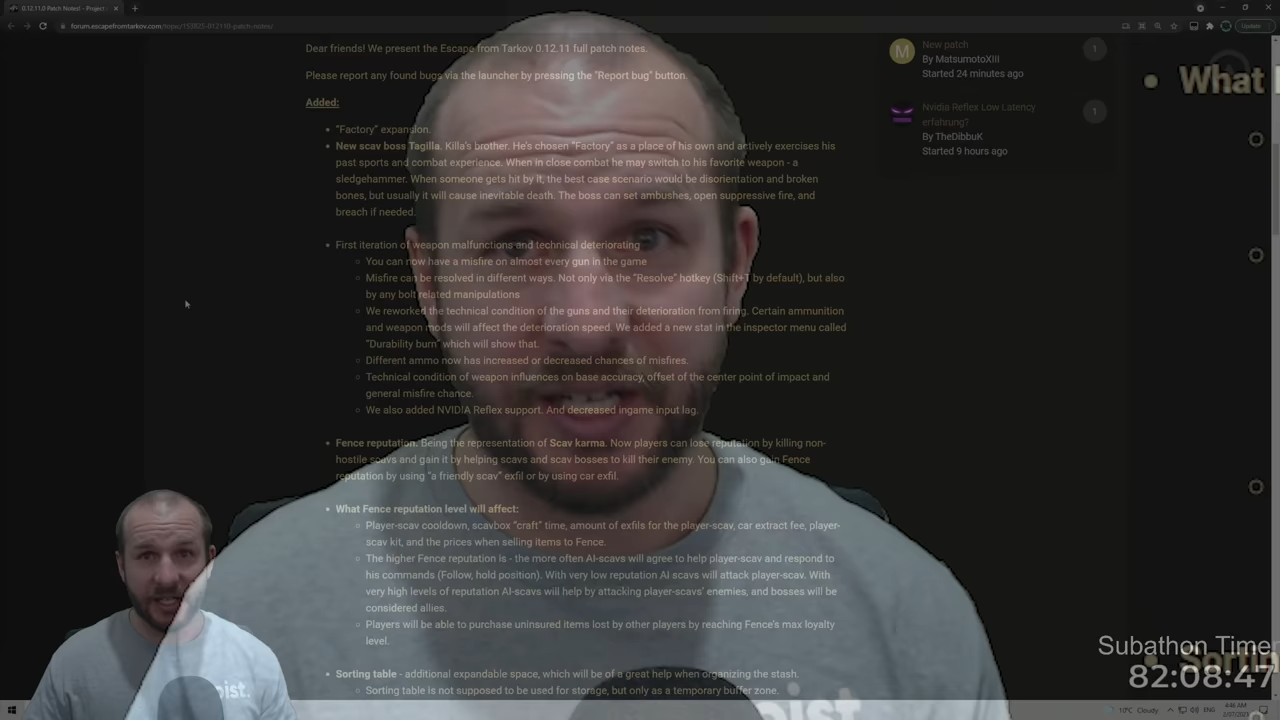 0.12.11.0 Patch Notes! - Project
forum.escapefromtarkov.com/topic/153825-012110-patch-notes/
Update
Dear friends! We present the Escape from Tarkov 0.12.11 full patch notes.
Please report any found bugs via the launcher by pressing the "Report bug" button.
Added:
"Factory" expansion.
New scav boss Tagilla. Killa's brother. He's chosen "Factory" as a place of his own and actively exercises his
past sports and combat experience. When in close combat he may switch to his favorite weapon - a
sledgehammer. When someone gets hit by it, the best case scenario would be disorientation and broken
bones, but usually it will cause inevitable death. The boss can set ambushes, open suppressive fire, and
breach if needed.
First iteration of weapon malfunctions and technical deteriorating
You can now have a misfire on almost every gun in the game
Misfire can be resolved in different ways. Not only via the "Resolve" hotkey (Shift+T by default), but also
by any bolt related manipulations
We reworked the technical condition of the guns and their deterioration from firing. Certain ammunition
and weapon mods will affect the deterioration speed. We added a new stat in the inspector menu called
"Durability burn" which will show that.
Different ammo now has increased or decreased chances of misfires.
Technical condition of weapon influences on base accuracy, offset of the center point of impact and
general misfire chance.
We also added NVIDIA Reflex support. And decreased ingame input lag.
Fence reputation. Being the representation of Scav karma. Now players can lose reputation by killing non-
hostile scavs and gain it by helping scavs and scav bosses to kill their enemy. You can also gain Fence
reputation by using "a friendly scav" exfil or by using car exfil.
What Fence reputation level will affect:
Player-scav cooldown, scavbox "craft" time, amount of exfils for the player-scav, car extract fee, player-
scav kit, and the prices when selling items to Fence.
The higher Fence reputation is - the more often AI-scavs will agree to help player-scav and respond to
his commands (Follow, hold position). With very low reputation AI scavs will attack player-scav. With
very high levels of reputation AI-scavs will help by attacking player-scavs' enemies, and bosses will be
considered allies.
Players will be able to purchase uninsured items lost by other players by reaching Fence's max loyalty
level.
Sorting table - additional expandable space, which will be of a great help when organizing the stash.
Sorting table is not supposed to be used for storage, but only as a temporary buffer zone.
M
New patch
By MatsumotoXIII
Started 24 minutes ago
1
Nvidia Reflex Low Latency
erfahrung?
By TheDibbuK
Started 9 hours ago
1
What
Subathon Timer
82:08:47
10°C Cloudy
ENG
4:46 AM
2/07/2021